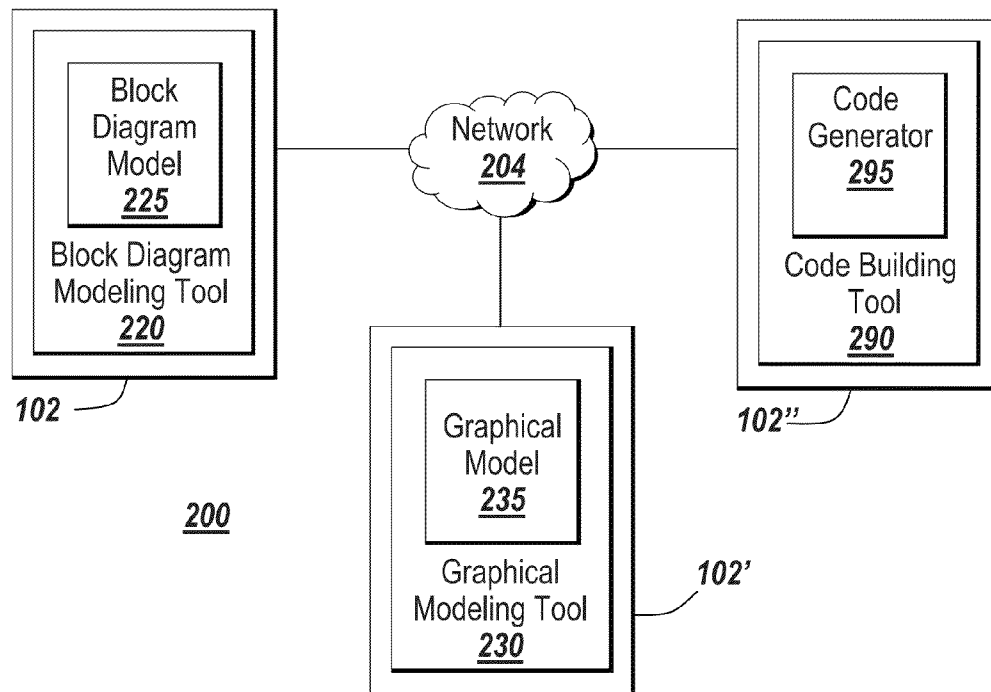 Block
Diagram
Model
225
Block Diagram
Modeling Tool
220
102
Network
204
Code
Generator
295
Code Building
Tool
290
102"
Graphical
Model
235
Graphical
Modeling Tool
230
102'
200